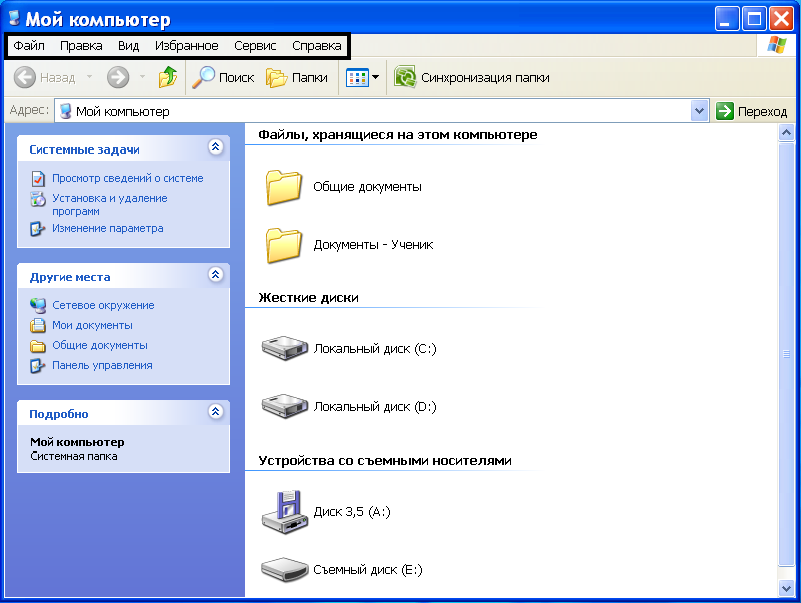 Мой компьютер
Файл Правка Вид Избранное Сервис Справка
Назад Поиск Папки Синхронизация папки
Адрес: Мой компьютер Переход
Системные задачи
Просмотр сведений о системе
Установка и удаление
программ
Изменение параметра
Другие места
Сетевое окружение
Мои документы
Общие документы
Панель управления
Подробно
Мой компьютер
Системная папка
Файлы, хранящиеся на этом компьютере
Общие документы
Документы - Ученик
Жесткие диски
Локальный диск (C:)
Локальный диск (D:)
Устройства со съемными носителями
Диск 3,5 (A:)
Съемный диск (E:)